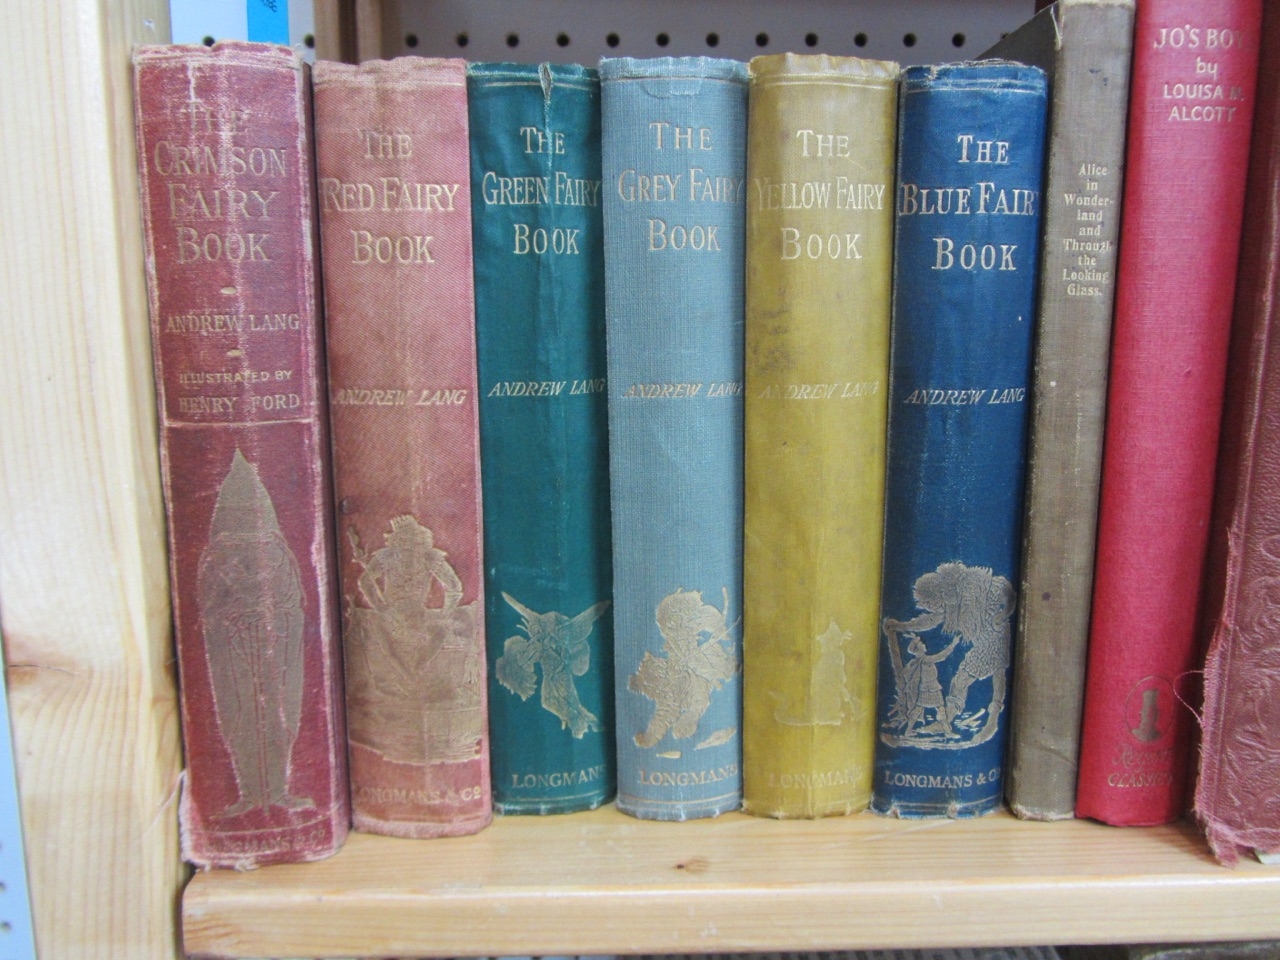 THE
CRIMSON
FAIRY
BOOK
ANDREW LANG
ILLUSTRATED BY
HENRY FORD
THE
RED FAIRY
BOOK
ANDREW LANG
LONGMANS & CO
THE
GREEN FAIRY
BOOK
ANDREW LANG
LONGMANS
THE
GREY FAIRY
BOOK
ANDREW LANG
LONGMANS
THE
YELLOW FAIRY
BOOK
ANDREW LANG
LONGMANS
THE
BLUE FAIRY
BOOK
ANDREW LANG
LONGMANS & CO
Alice
in
Wonder-
land
and
Through
the
Looking
Glass.
JO'S BOY
by
LOUISA M.
ALCOTT
CLASSICS